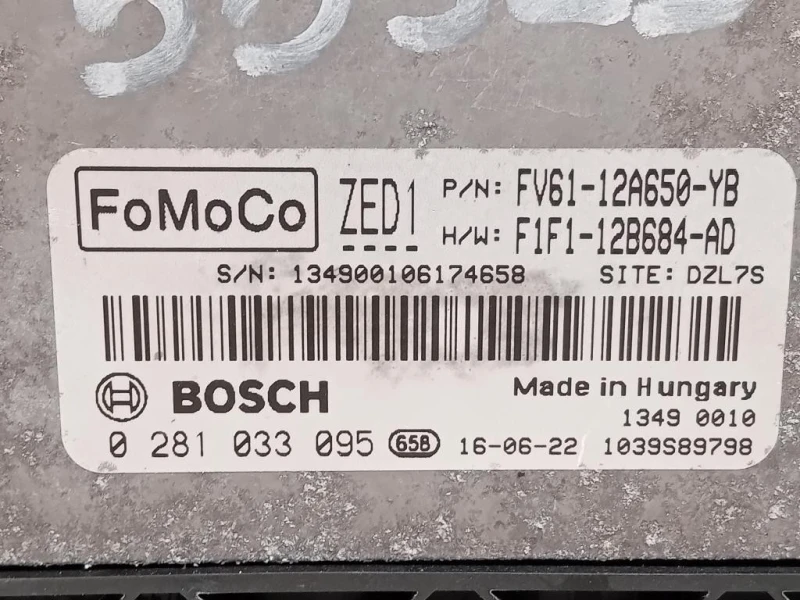 FoMoCo ZED1 P/N: FV61-12A650-YB
H/W: F1F1-12B684-AD
S/N: 134900106174658 SITE: DZL7S
BOSCH Made in Hungary
1349 0010
0 281 033 095 658 16-06-22 1039S89798